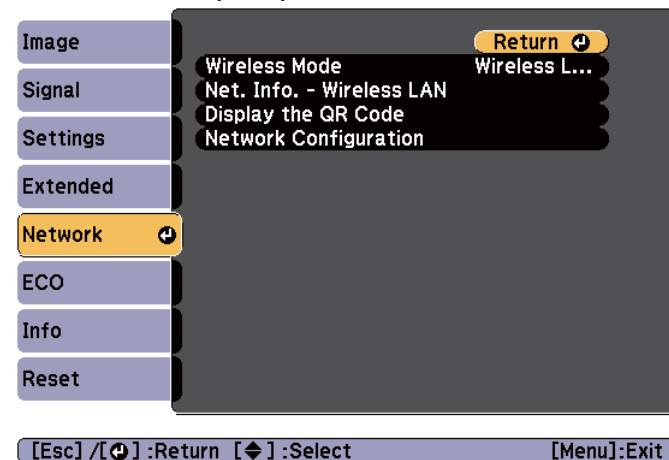 Image
Signal
Settings
Extended
Network
ECO
Info
Reset
Return
Wireless Mode Wireless L...
Net. Info. - Wireless LAN
Display the QR Code
Network Configuration
[Esc] /[ ] :Return [ ] :Select [Menu]:Exit